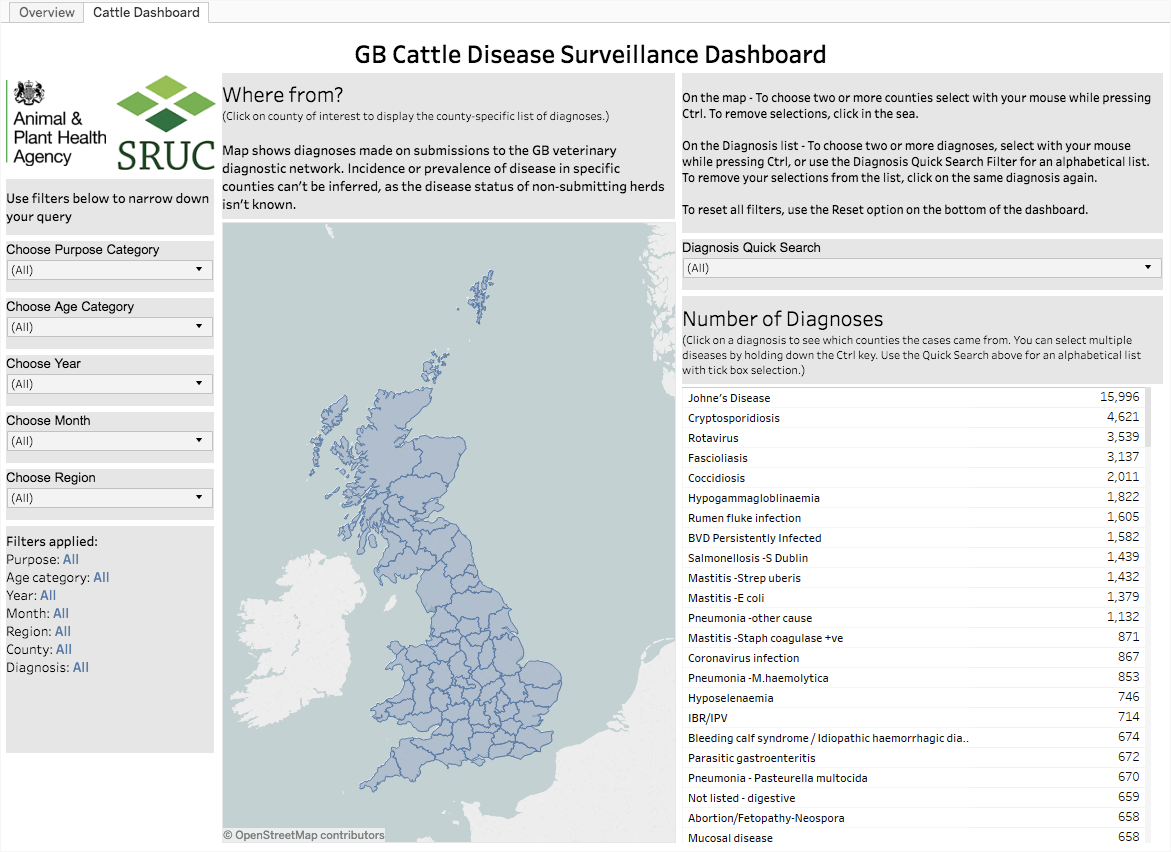 Overview
Cattle Dashboard
GB Cattle Disease Surveillance Dashboard
Animal &
Plant Health
Agency
SRUC
Use filters below to narrow down
your query
Choose Purpose Category
(All)
Choose Age Category
(All)
Choose Year
(All)
Choose Month
(All)
Choose Region
(All)
Filters applied:
Purpose: All
Age category: All
Year: All
Month: All
Region: All
County: All
Diagnosis: All
Where from?
(Click on county of interest to display the county-specific list of diagnoses.)
Map shows diagnoses made on submissions to the GB veterinary
diagnostic network. Incidence or prevalence of disease in specific
counties can't be inferred, as the disease status of non-submitting herds
isn't known.
© OpenStreetMap contributors
On the map - To choose two or more counties select with your mouse while pressing
Ctrl. To remove selections, click in the sea.
On the Diagnosis list - To choose two or more diagnoses, select with your mouse
while pressing Ctrl, or use the Diagnosis Quick Search Filter for an alphabetical list.
To remove your selections from the list, click on the same diagnosis again.
To reset all filters, use the Reset option on the bottom of the dashboard.
Diagnosis Quick Search
(All)
Number of Diagnoses
(Click on a diagnosis to see which counties the cases came from. You can select multiple
diseases by holding down the Ctrl key. Use the Quick Search above for an alphabetical list
with tick box selection.)
Johne's Disease 15,996
Cryptosporidiosis 4,621
Rotavirus 3,539
Fascioliasis 3,137
Coccidiosis 2,011
Hypogammagloblinaemia 1,822
Rumen fluke infection 1,605
BVD Persistently Infected 1,582
Salmonellosis -S Dublin 1,439
Mastitis -Strep uberis 1,432
Mastitis -E coli 1,379
Pneumonia -other cause 1,132
Mastitis -Staph coagulase +ve 871
Coronavirus infection 867
Pneumonia -M.haemolytica 853
Hyposelenaemia 746
IBR/IPV 714
Bleeding calf syndrome / Idiopathic haemorrhagic dia.. 674
Parasitic gastroenteritis 672
Pneumonia - Pasteurella multocida 670
Not listed - digestive 659
Abortion/Fetopathy-Neospora 658
Mucosal disease 658